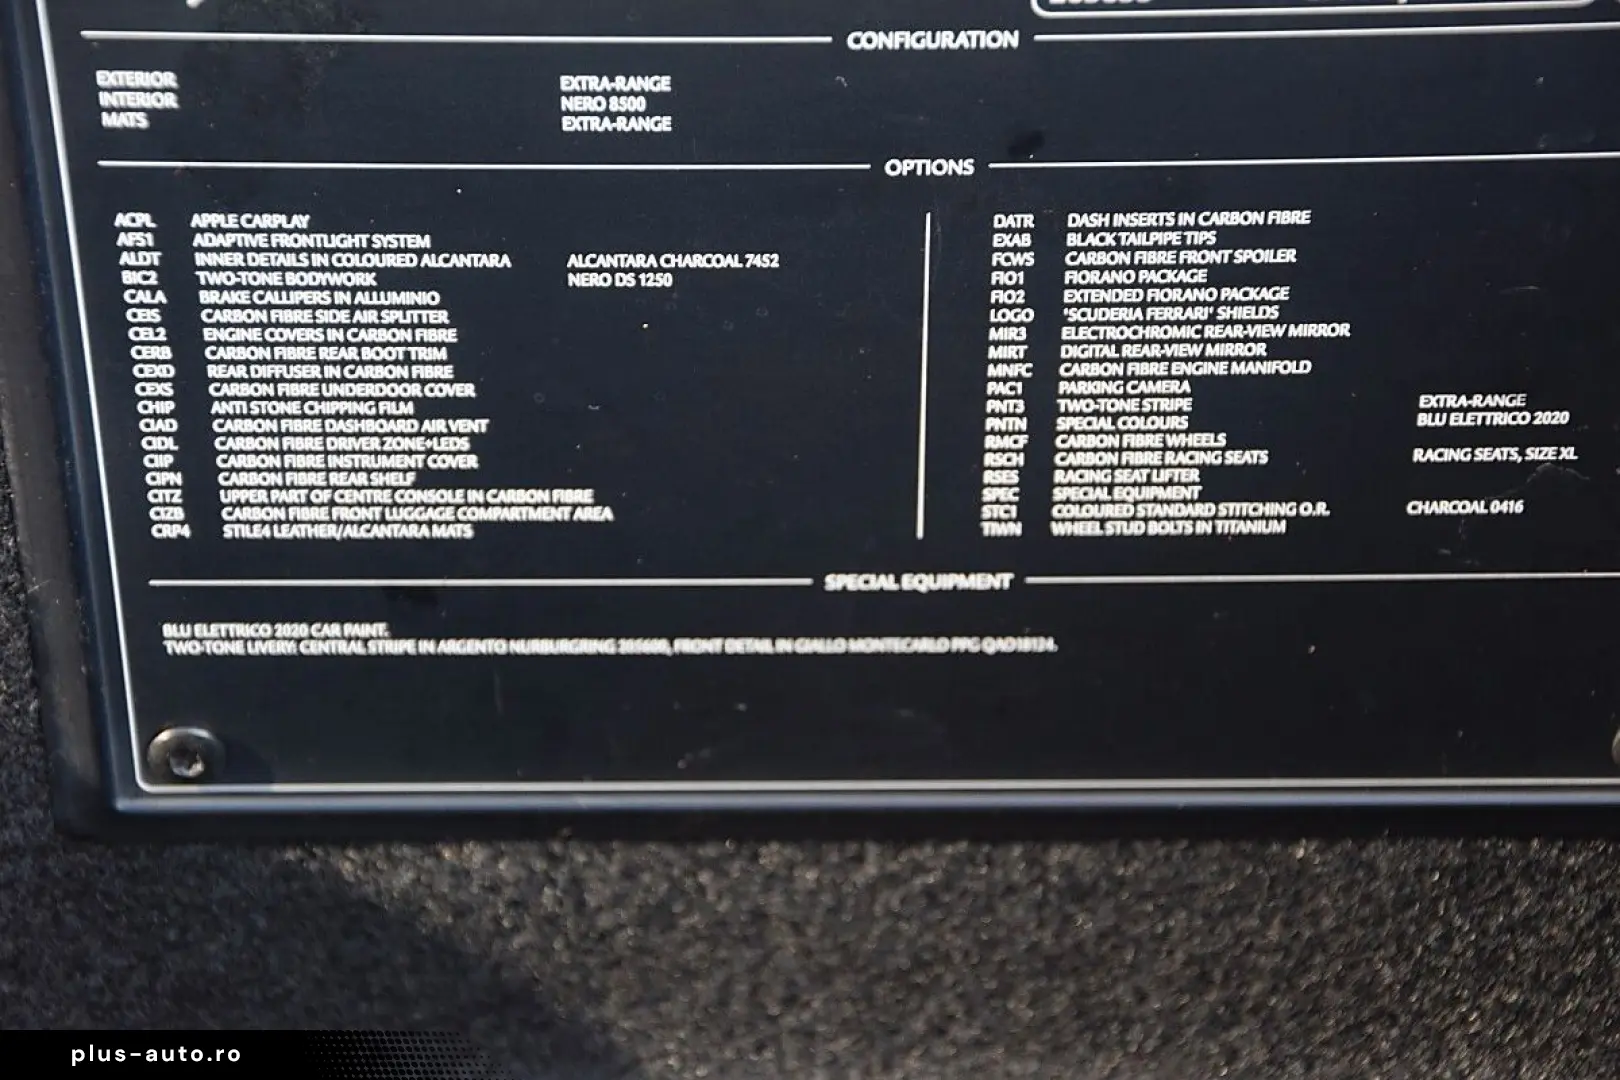 CONFIGURATION
EXTERIOR EXTRA-RANGE
INTERIOR NERO 8500
MATS EXTRA-RANGE
OPTIONS
ACPL APPLE CARPLAY
AFS1 ADAPTIVE FRONTLIGHT SYSTEM
ALDT INNER DETAILS IN COLOURED ALCANTARA ALCANTARA CHARCOAL 7452
BIC2 TWO-TONE BODYWORK NERO DS 1250
CALA BRAKE CALLIPERS IN ALLUMINIO
CEIS CARBON FIBRE SIDE AIR SPLITTER
CEL2 ENGINE COVERS IN CARBON FIBRE
CERB CARBON FIBRE REAR BOOT TRIM
CEXD REAR DIFFUSER IN CARBON FIBRE
CEXS CARBON FIBRE UNDERDOOR COVER
CHIP ANTI STONE CHIPPING FILM
CIAD CARBON FIBRE DASHBOARD AIR VENT
CIDL CARBON FIBRE DRIVER ZONE+LEDS
CIIP CARBON FIBRE INSTRUMENT COVER
CIPN CARBON FIBRE REAR SHELF
CITZ UPPER PART OF CENTRE CONSOLE IN CARBON FIBRE
CIZB CARBON FIBRE FRONT LUGGAGE COMPARTMENT AREA
CRP4 STILE4 LEATHER/ALCANTARA MATS
DATR DASH INSERTS IN CARBON FIBRE
EXAB BLACK TAILPIPE TIPS
FCWS CARBON FIBRE FRONT SPOILER
FIO1 FIORANO PACKAGE
FIO2 EXTENDED FIORANO PACKAGE
LOGO 'SCUDERIA FERRARI' SHIELDS
MIR3 ELECTROCHROMIC REAR-VIEW MIRROR
MIRT DIGITAL REAR-VIEW MIRROR
MNFC CARBON FIBRE ENGINE MANIFOLD
PAC1 PARKING CAMERA
PNT3 TWO-TONE STRIPE EXTRA-RANGE
PNTN SPECIAL COLOURS BLU ELETTRICO 2020
RMCF CARBON FIBRE WHEELS
RSCH CARBON FIBRE RACING SEATS RACING SEATS, SIZE XL
RSES RACING SEAT LIFTER
SPEC SPECIAL EQUIPMENT
STC1 COLOURED STANDARD STITCHING O.R. CHARCOAL 0416
TIWN WHEEL STUD BOLTS IN TITANIUM
SPECIAL EQUIPMENT
BLU ELETTRICO 2020 CAR PAINT.
TWO-TONE LIVERY: CENTRAL STRIPE IN ARGENTO NURBURGRING FRONT DETAIL IN GIALLO MONTECARLO PPG
plus-auto.ro